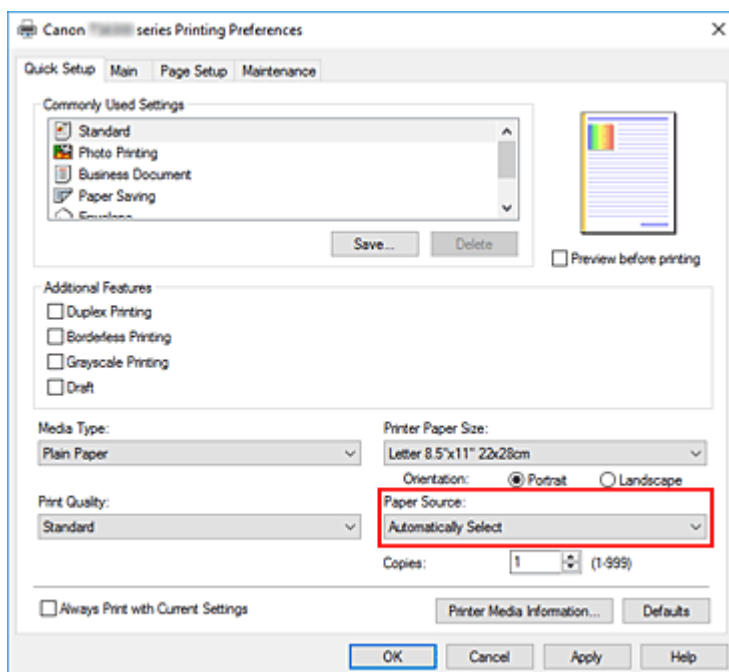 Canon series Printing Preferences
Quick Setup Main Page Setup Maintenance
Commonly Used Settings
Standard
Photo Printing
Business Document
Paper Saving
Envelope
Save... Delete
Preview before printing
Additional Features
Duplex Printing
Borderless Printing
Grayscale Printing
Draft
Media Type: Printer Paper Size:
Plain Paper Letter 8.5"x11" 22x28cm
Orientation: Portrait Landscape
Print Quality: Paper Source:
Standard Automatically Select
Copies: 1 (1-999)
Always Print with Current Settings Printer Media Information... Defaults
OK Cancel Apply Help